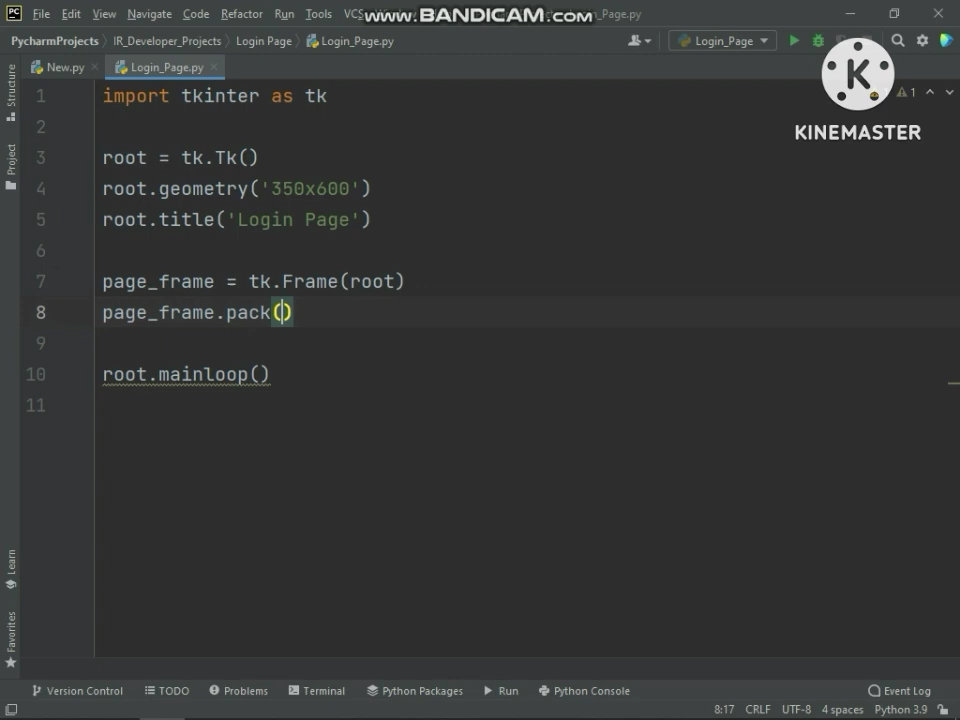 PC File Edit View Navigate Code Refactor Run Tools VCS www.BANDICAM.com Login_Page.py
PycharmProjects IR_Developer_Projects Login Page Login_Page.py Login_Page
New.py Login_Page.py
K
KINEMASTER
1
Structure
Project
Learn
Favorites
1 import tkinter as tk
2
3 root = tk.Tk()
4 root.geometry('350x600')
5 root.title('Login Page')
6
7 page_frame = tk.Frame(root)
8 page_frame.pack()
9
10 root.mainloop()
11
Version Control TODO Problems Terminal Python Packages Run Python Console Event Log
8:17 CRLF UTF-8 4 spaces Python 3.9